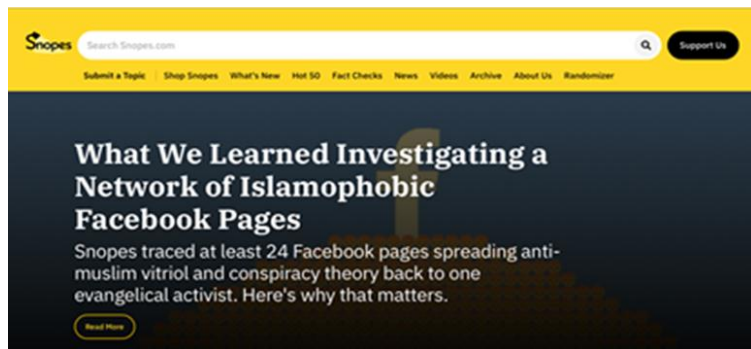 Snopes
Search Snopes.com
Support Us
Submit a Topic | Shop Snopes What's New Hot 50 Fact Checks News Videos Archive About Us Randomizer
What We Learned Investigating a
Network of Islamophobic
Facebook Pages
Snopes traced at least 24 Facebook pages spreading anti-
muslim vitriol and conspiracy theory back to one
evangelical activist. Here's why that matters.
Read More